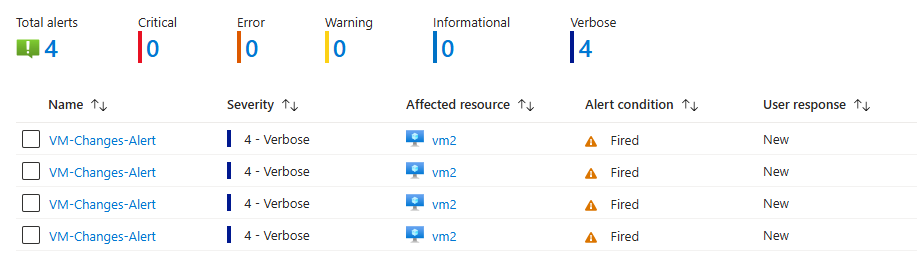 Total alerts Critical Error Warning Informational Verbose
4 0 0 0 0 4
Name ↑↓ Severity ↑↓ Affected resource ↑↓ Alert condition ↑↓ User response ↑↓
VM-Changes-Alert 4 - Verbose vm2 Fired New
VM-Changes-Alert 4 - Verbose vm2 Fired New
VM-Changes-Alert 4 - Verbose vm2 Fired New
VM-Changes-Alert 4 - Verbose vm2 Fired New